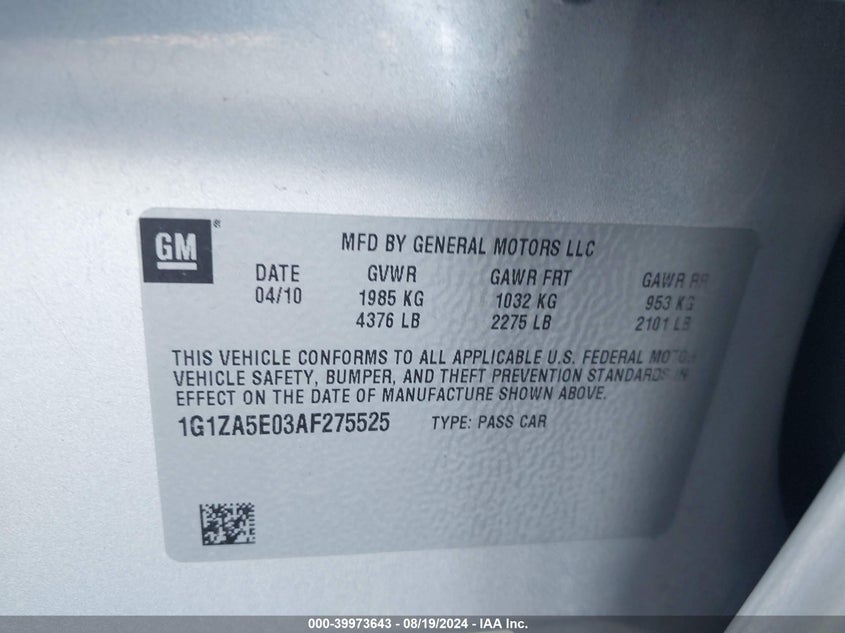 GM®
MFD BY GENERAL MOTORS LLC
DATE GVWR GAWR FRT GAWR RR
04/10 1985 KG 1032 KG 953 KG
4376 LB 2275 LB 2101 LB
THIS VEHICLE CONFORMS TO ALL APPLICABLE U.S. FEDERAL MOTOR
VEHICLE SAFETY, BUMPER, AND THEFT PREVENTION STANDARDS IN
EFFECT ON THE DATE OF MANUFACTURE SHOWN ABOVE.
1G1ZA5E03AF275525 TYPE: PASS CAR
000-39973643 - 08/19/2024 - IAA Inc.